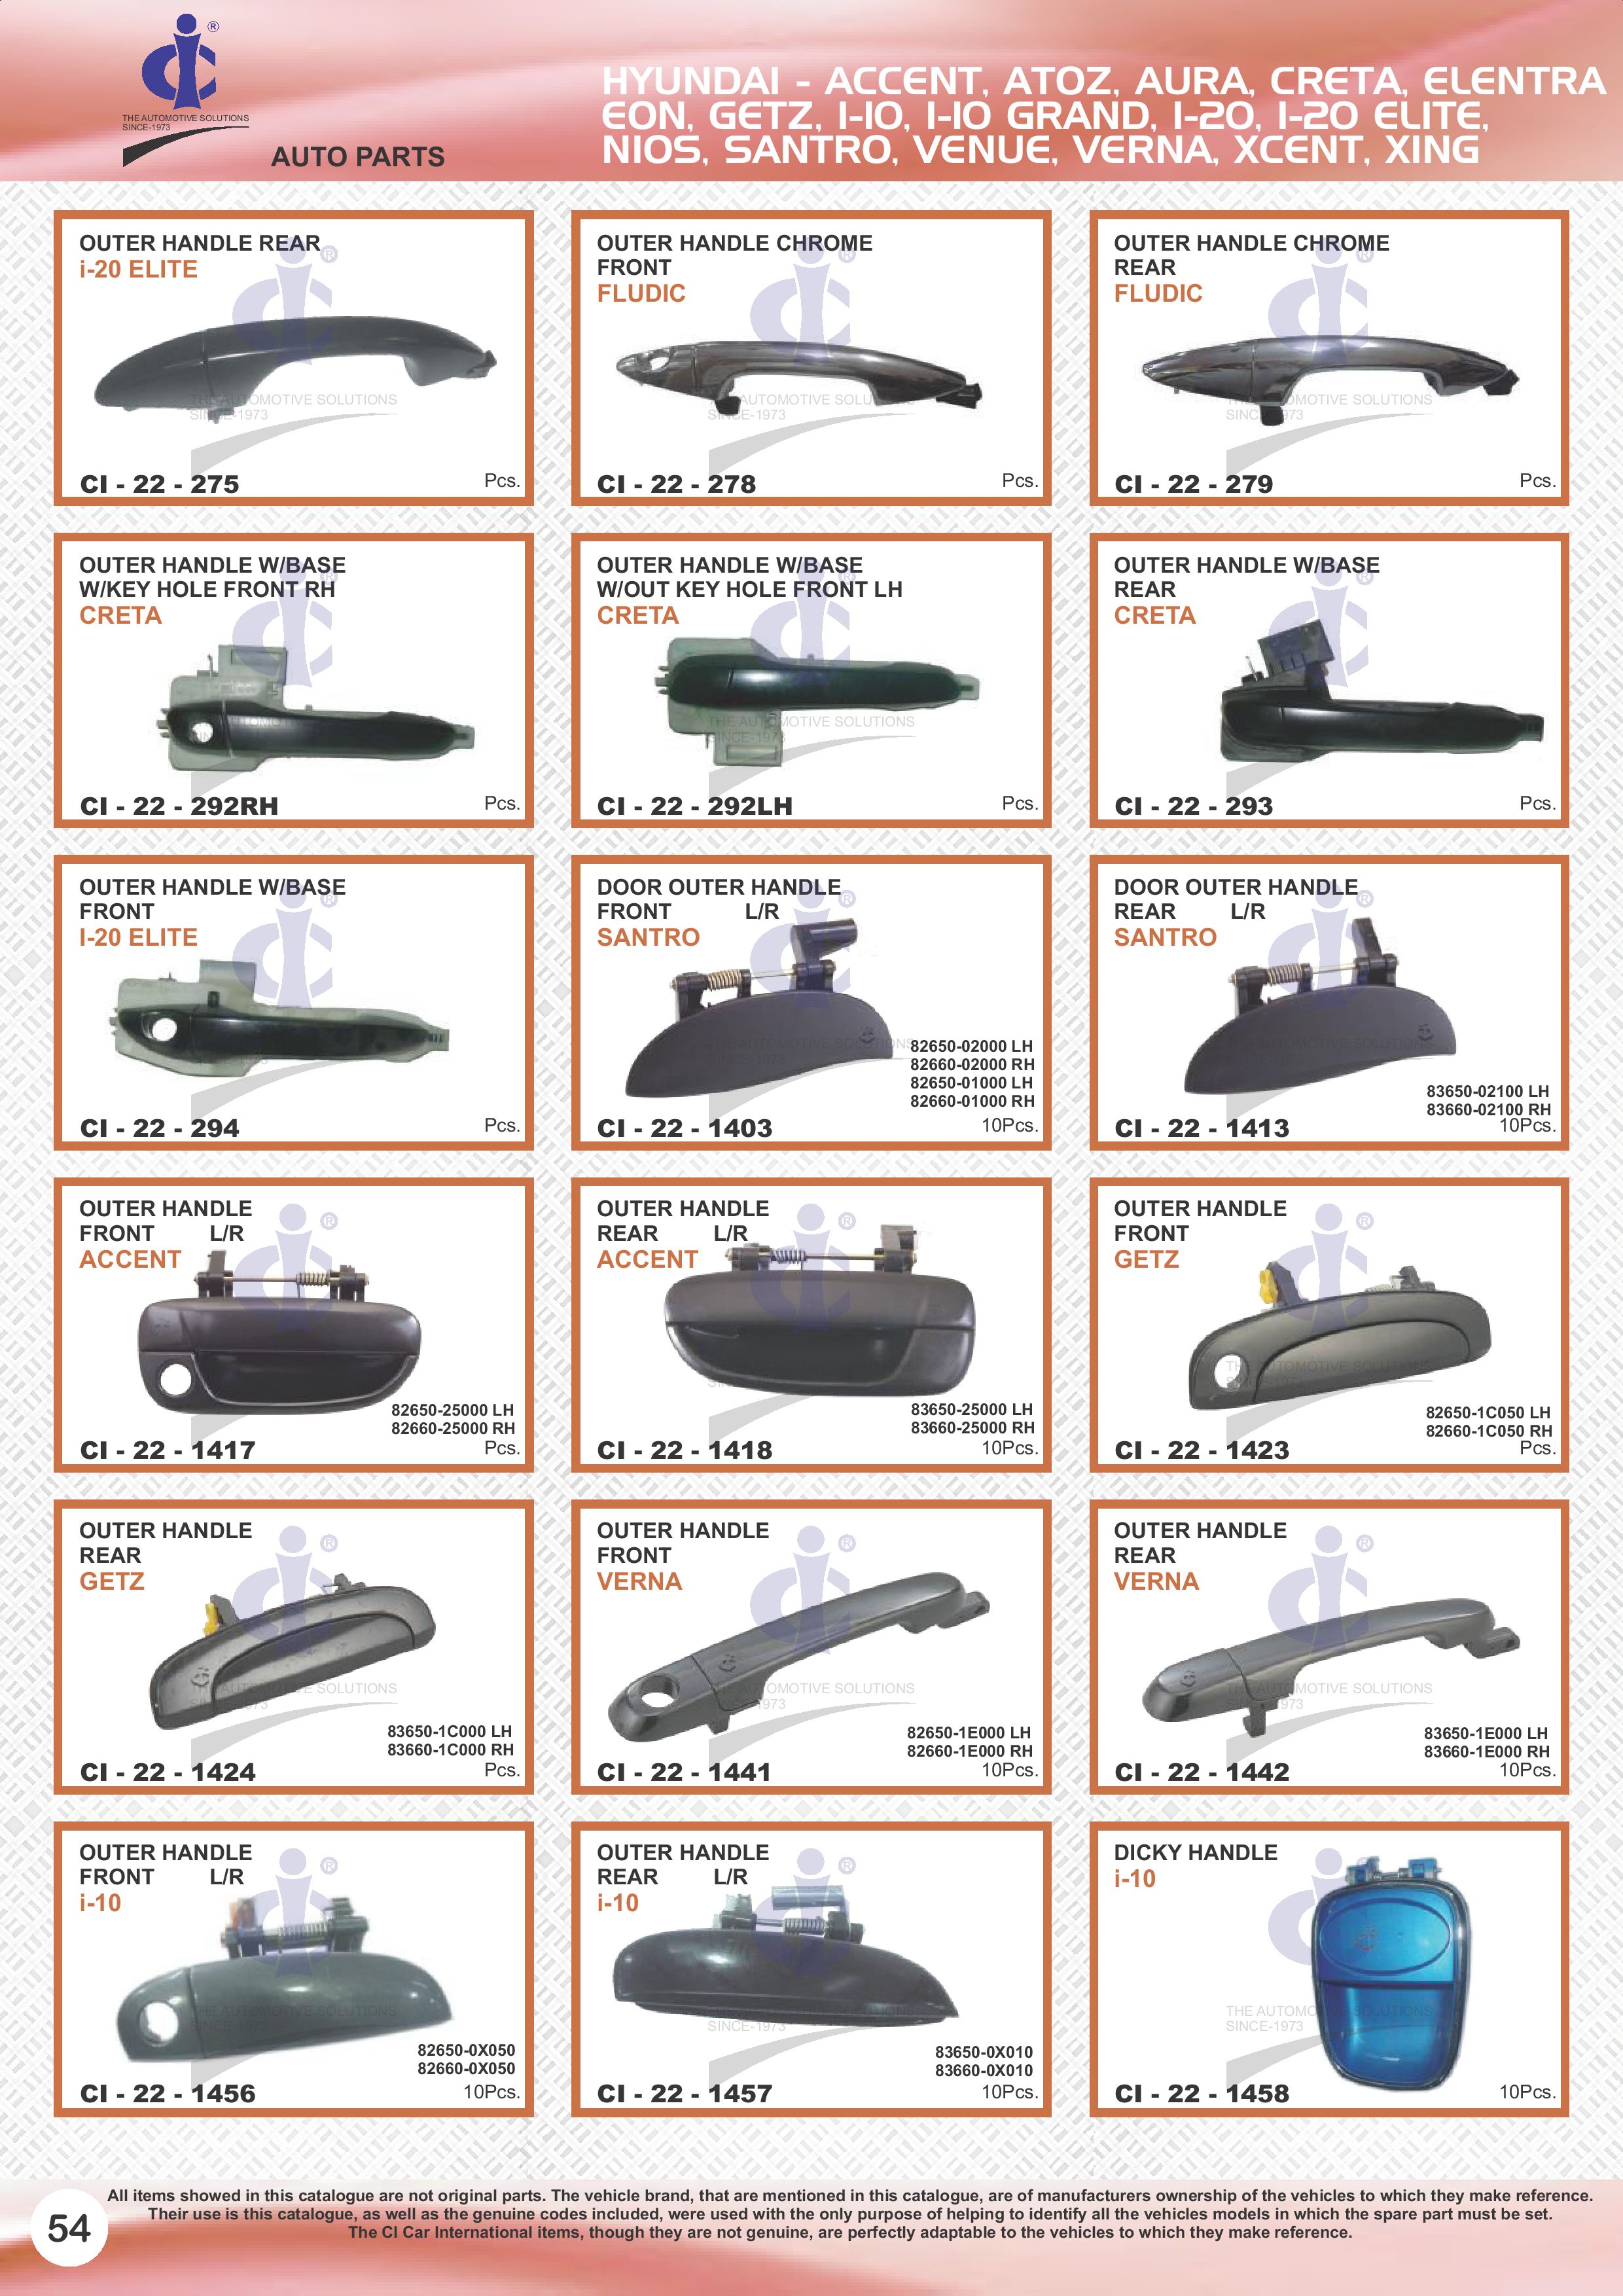 ®
THE AUTOMOTIVE SOLUTIONS
SINCE-1973
AUTO PARTS
HYUNDAI - ACCENT, ATOZ, AURA, CRETA, ELENTRA
EON, GETZ, I-10, I-10 GRAND, I-20, I-20 ELITE,
NIOS, SANTRO, VENUE, VERNA, XCENT, XING
OUTER HANDLE REAR
i-20 ELITE
CI - 22 - 275
Pcs.
OUTER HANDLE CHROME
FRONT
FLUDIC
CI - 22 - 278
Pcs.
OUTER HANDLE CHROME
REAR
FLUDIC
CI - 22 - 279
Pcs.
OUTER HANDLE W/BASE
W/KEY HOLE FRONT RH
CRETA
CI - 22 - 292RH
Pcs.
OUTER HANDLE W/BASE
W/OUT KEY HOLE FRONT LH
CRETA
CI - 22 - 292LH
Pcs.
OUTER HANDLE W/BASE
REAR
CRETA
CI - 22 - 293
Pcs.
OUTER HANDLE W/BASE
FRONT
I-20 ELITE
CI - 22 - 294
Pcs.
DOOR OUTER HANDLE
FRONT L/R
SANTRO
82650-02000 LH
82660-02000 RH
82650-01000 LH
82660-01000 RH
CI - 22 - 1403
10Pcs.
DOOR OUTER HANDLE
REAR L/R
SANTRO
83650-02100 LH
83660-02100 RH
CI - 22 - 1413
10Pcs.
OUTER HANDLE
FRONT L/R
ACCENT
82650-25000 LH
82660-25000 RH
CI - 22 - 1417
Pcs.
OUTER HANDLE
REAR L/R
ACCENT
83650-25000 LH
83660-25000 RH
CI - 22 - 1418
10Pcs.
OUTER HANDLE
FRONT
GETZ
82650-1C050 LH
82660-1C050 RH
CI - 22 - 1423
Pcs.
OUTER HANDLE
REAR
GETZ
83650-1C000 LH
83660-1C000 RH
CI - 22 - 1424
Pcs.
OUTER HANDLE
FRONT
VERNA
82650-1E000 LH
82660-1E000 RH
CI - 22 - 1441
10Pcs.
OUTER HANDLE
REAR
VERNA
83650-1E000 LH
83660-1E000 RH
CI - 22 - 1442
10Pcs.
OUTER HANDLE
FRONT L/R
i-10
82650-0X050
82660-0X050
CI - 22 - 1456
10Pcs.
OUTER HANDLE
REAR L/R
i-10
83650-0X010
83660-0X010
CI - 22 - 1457
10Pcs.
DICKY HANDLE
i-10
CI - 22 - 1458
10Pcs.
54
All items showed in this catalogue are not original parts. The vehicle brand, that are mentioned in this catalogue, are of manufacturers ownership of the vehicles to which they make reference.
Their use is this catalogue, as well as the genuine codes included, were used with the only purpose of helping to identify all the vehicles models in which the spare part must be set.
The CI Car International items, though they are not genuine, are perfectly adaptable to the vehicles to which they make reference.